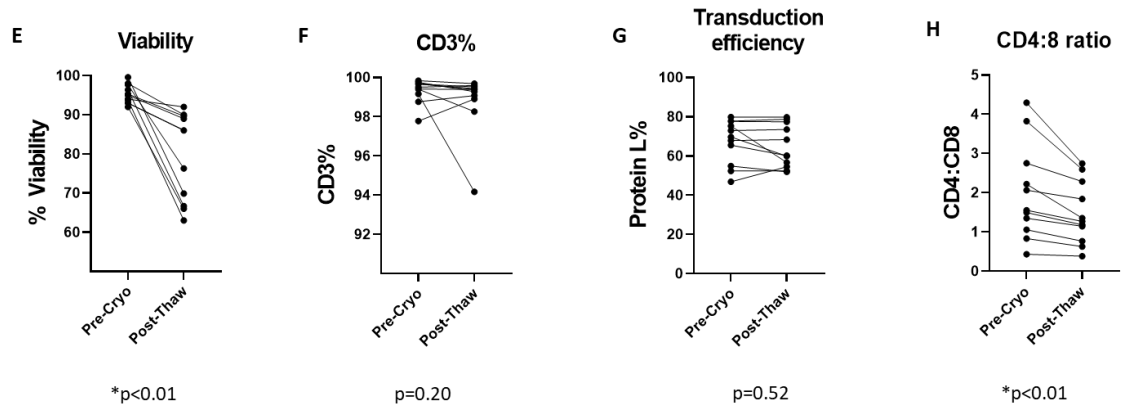 E
Viability
% Viability
100
90
80
70
60
Pre-Cryo
Post-Thaw
*p<0.01
F
CD3%
CD3%
100
98
96
94
92
Pre-Cryo
Post-Thaw
p=0.20
G
Transduction
efficiency
Protein L%
100
80
60
40
20
0
Pre-Cryo
Post-Thaw
p=0.52
H
CD4:8 ratio
CD4:CD8
5
4
3
2
1
0
Pre-Cryo
Post-Thaw
*p<0.01